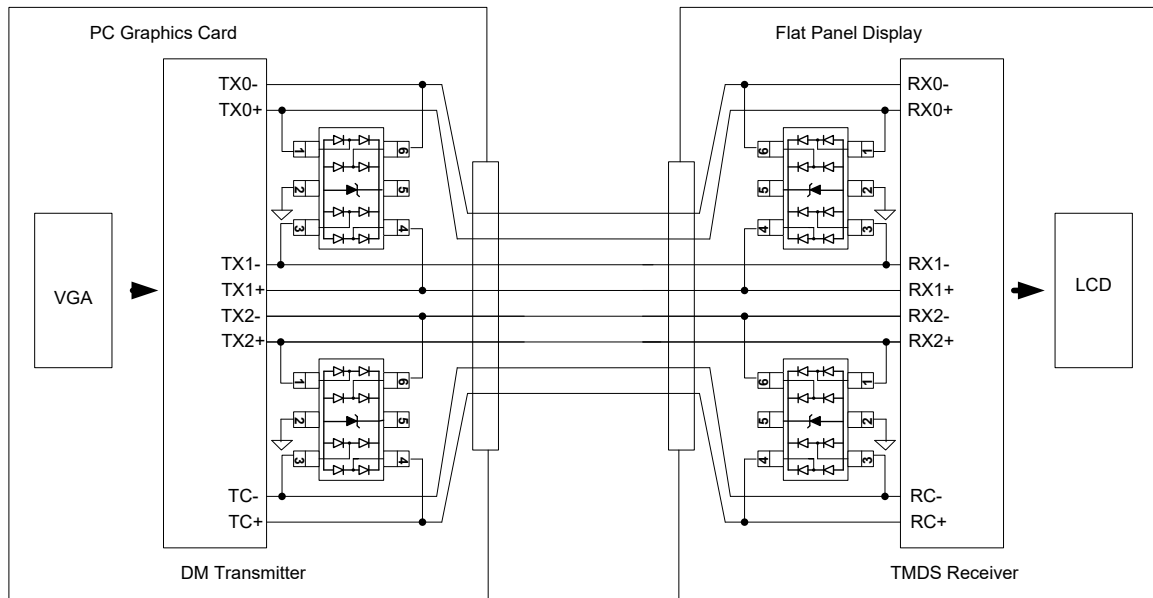 PC Graphics Card
Flat Panel Display
TX0-
TX0+
1
6
2
5
3
4
TX1-
TX1+
TX2-
TX2+
1
6
2
5
3
4
TC-
TC+
VGA
DM Transmitter
RX0-
RX0+
6
1
5
2
4
3
RX1-
RX1+
RX2-
RX2+
6
1
5
2
4
3
RC-
RC+
LCD
TMDS Receiver